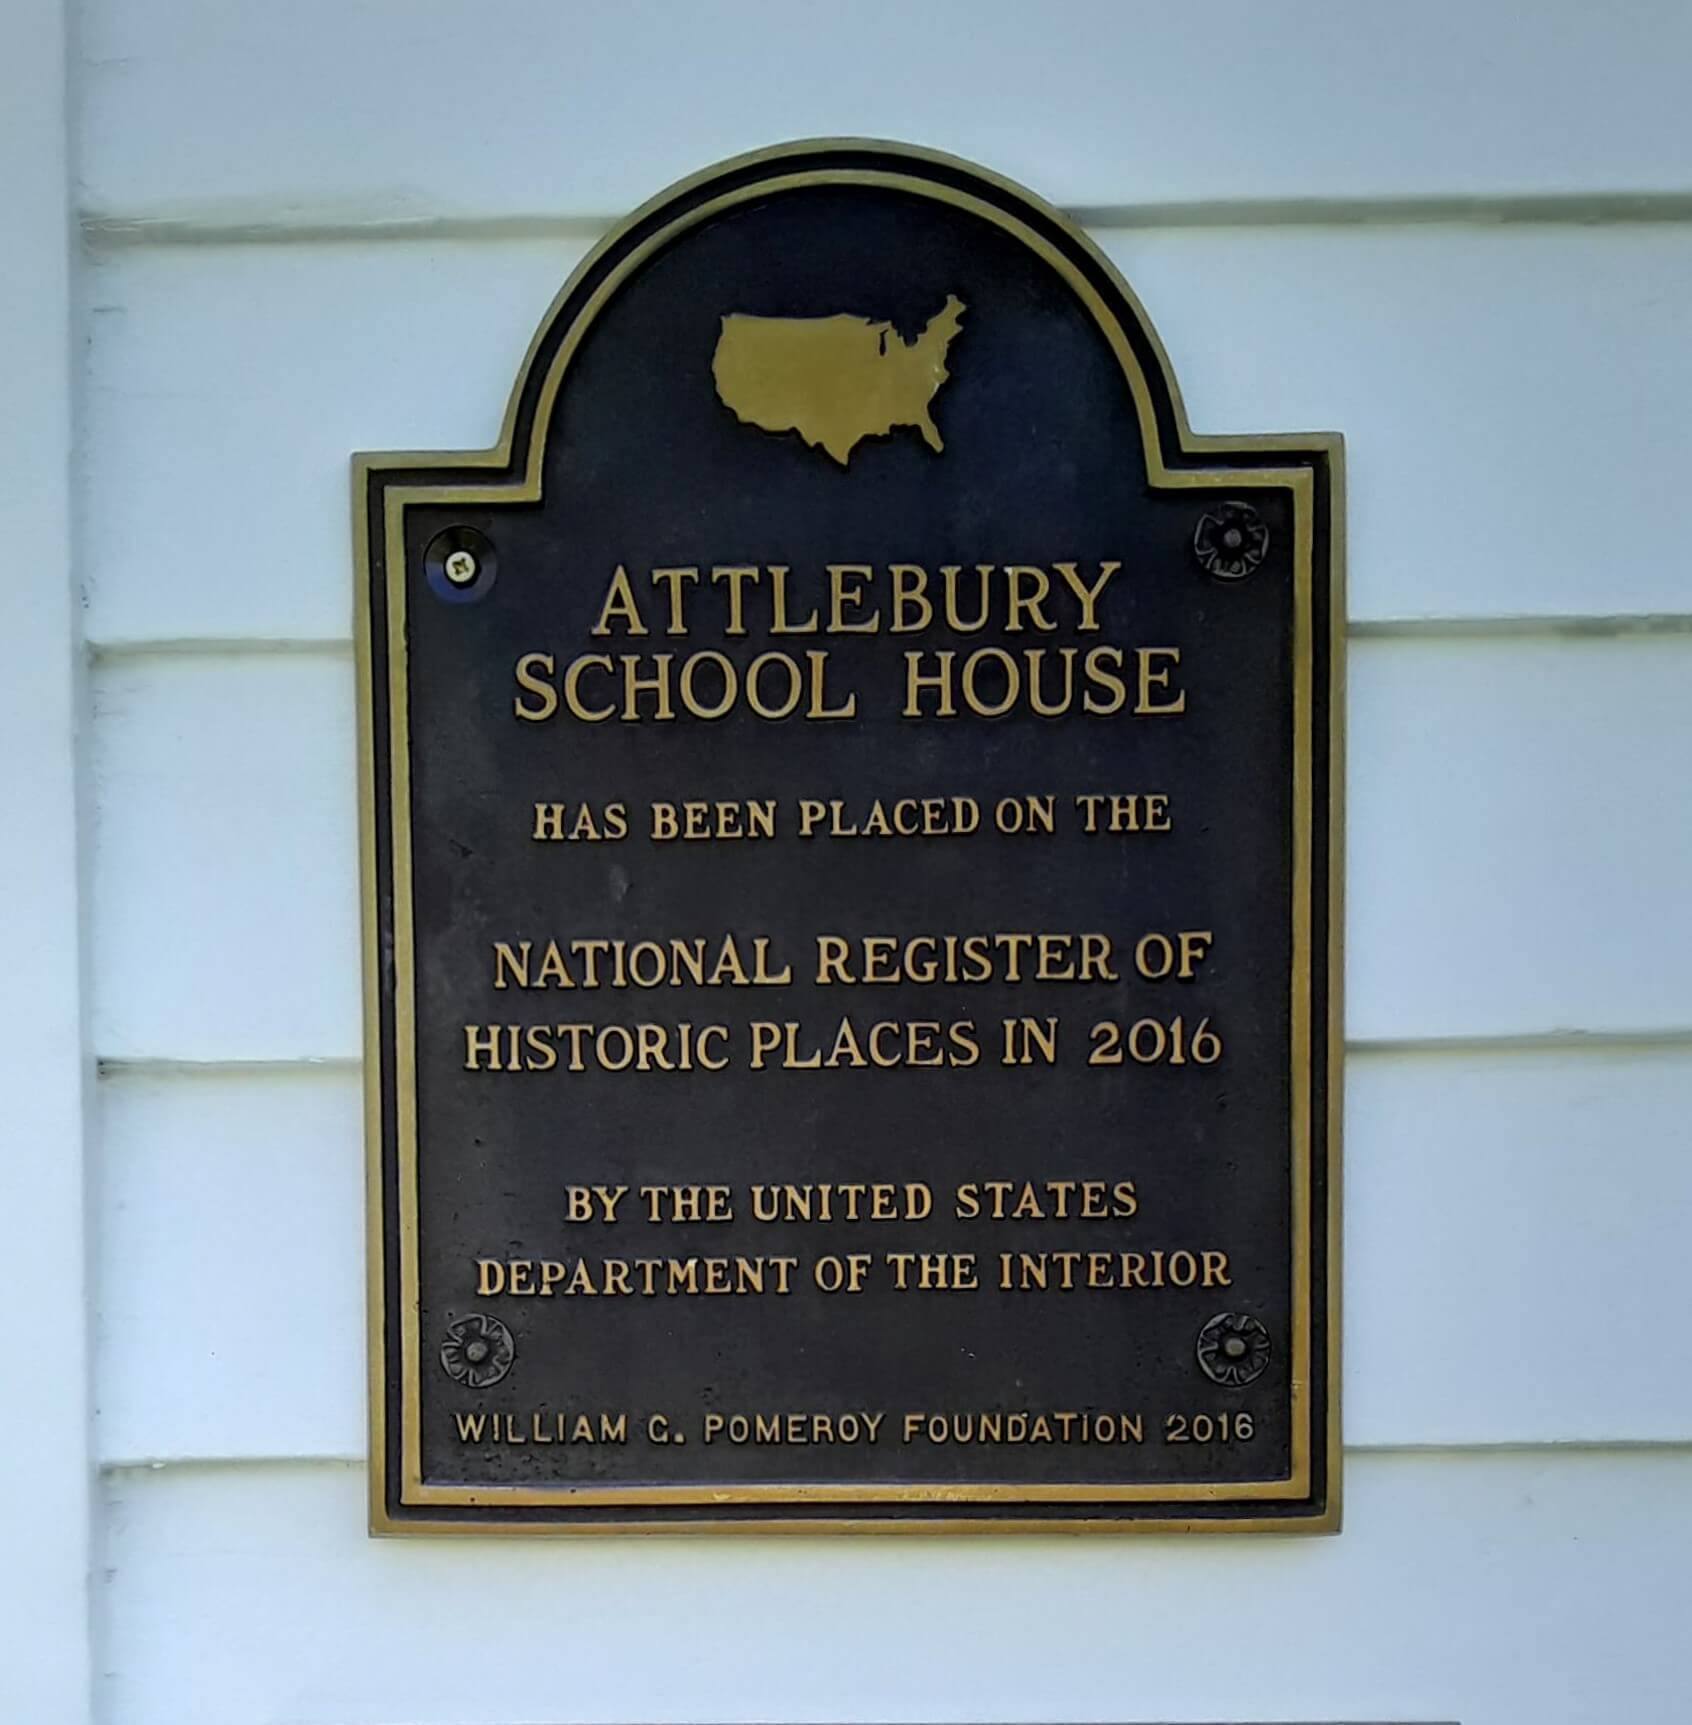 ATTLEBURY
SCHOOL HOUSE
HAS BEEN PLACED ON THE
NATIONAL REGISTER OF
HISTORIC PLACES IN 2016
BY THE UNITED STATES
DEPARTMENT OF THE INTERIOR
WILLIAM G. POMEROY FOUNDATION 2016